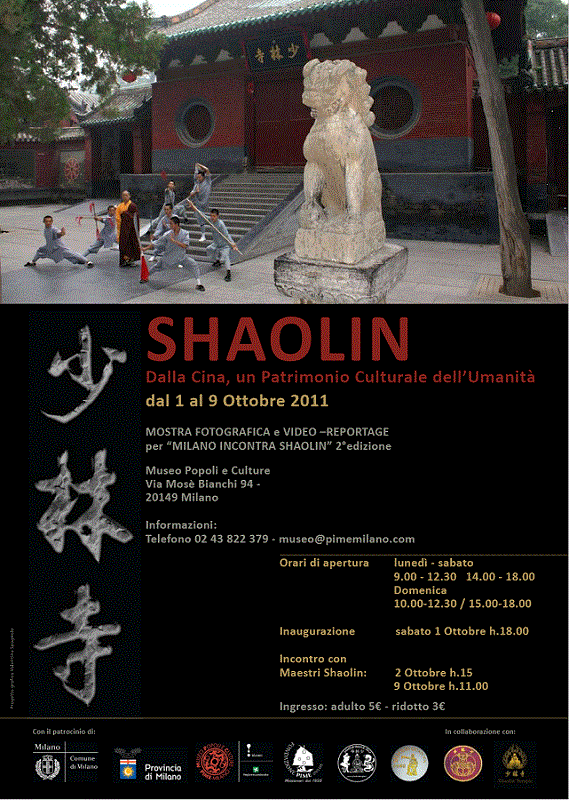 少林寺
SHAOLIN
Dalla Cina, un Patrimonio Culturale dell'Umanità
dal 1 al 9 Ottobre 2011
MOSTRA FOTOGRAFICA e VIDEO –REPORTAGE
per "MILANO INCONTRA SHAOLIN" 2°edizione
Museo Popoli e Culture
Via Mosè Bianchi 94 -
20149 Milano
Informazioni:
Telefono 02 43 822 379 - museo@pimemilano.com
少
林
寺
Orari di apertura lunedì - sabato
9.00 - 12.30 14.00 - 18.00
Domenica
10.00-12.30 / 15.00-18.00
Inaugurazione sabato 1 Ottobre h.18.00
Incontro con
Maestri Shaolin: 2 Ottobre h.15
9 Ottobre h.11.00
Ingresso: adulto 5€ - ridotto 3€
Con il patrocinio di:
In collaborazione con:
Milano
Comune
di Milano
Provincia
di Milano
PIME